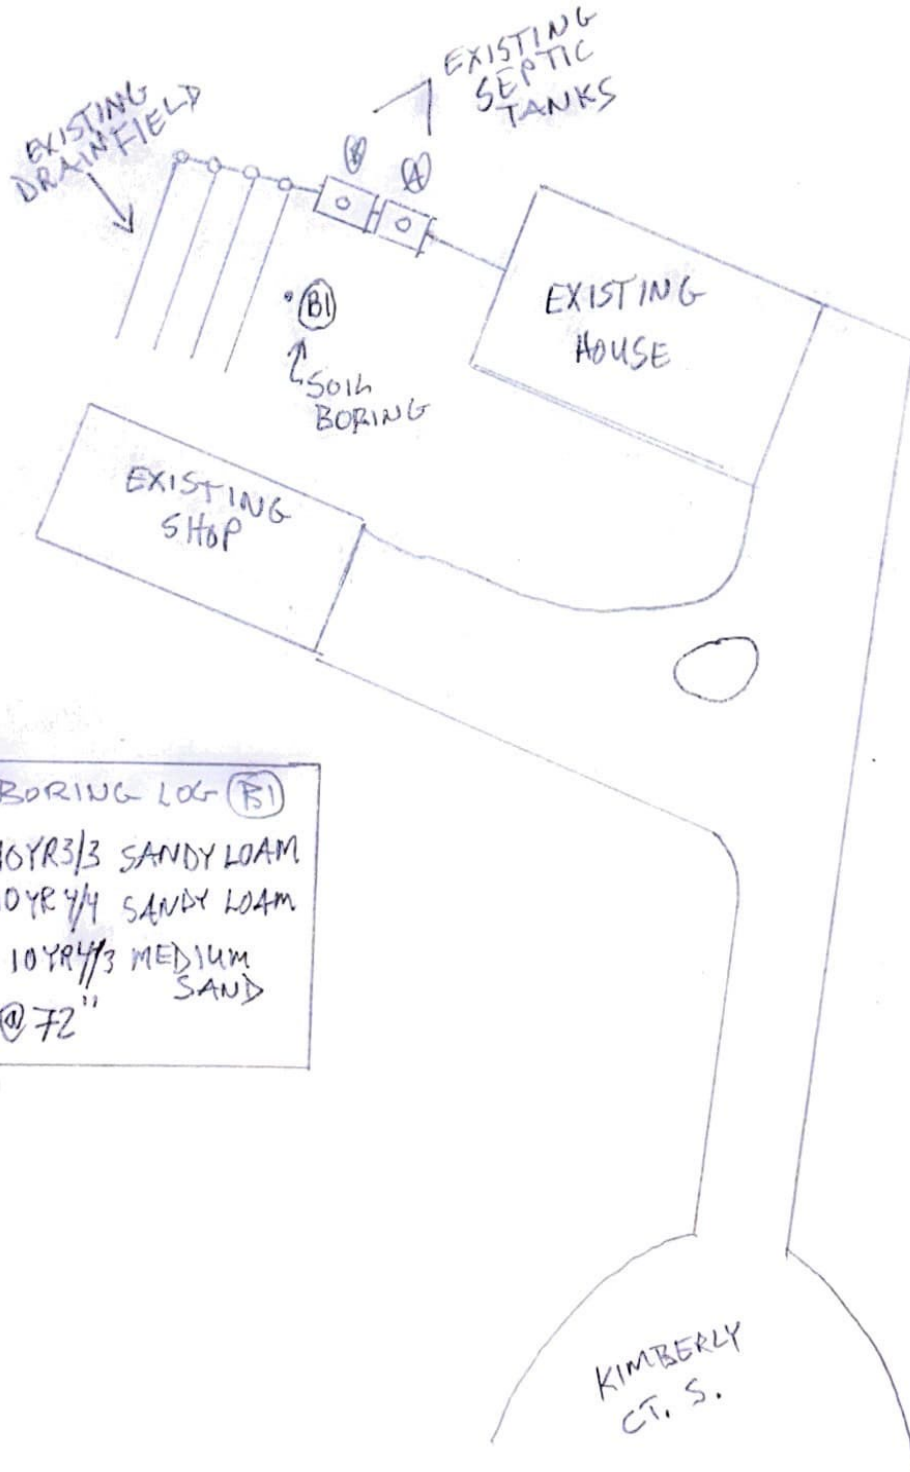 EXISTING
SEPTIC
TANKS
EXISTING
DRAINFIELD
B
A
EXISTING
HOUSE
B1
SOIL
BORING
EXISTING
SHOP
BORING LOG B1
10YR3/3 SANDY LOAM
10YR 4/4 SANDY LOAM
10YR4/3 MEDIUM
SAND
@ 72"
KIMBERLY
CT. S.